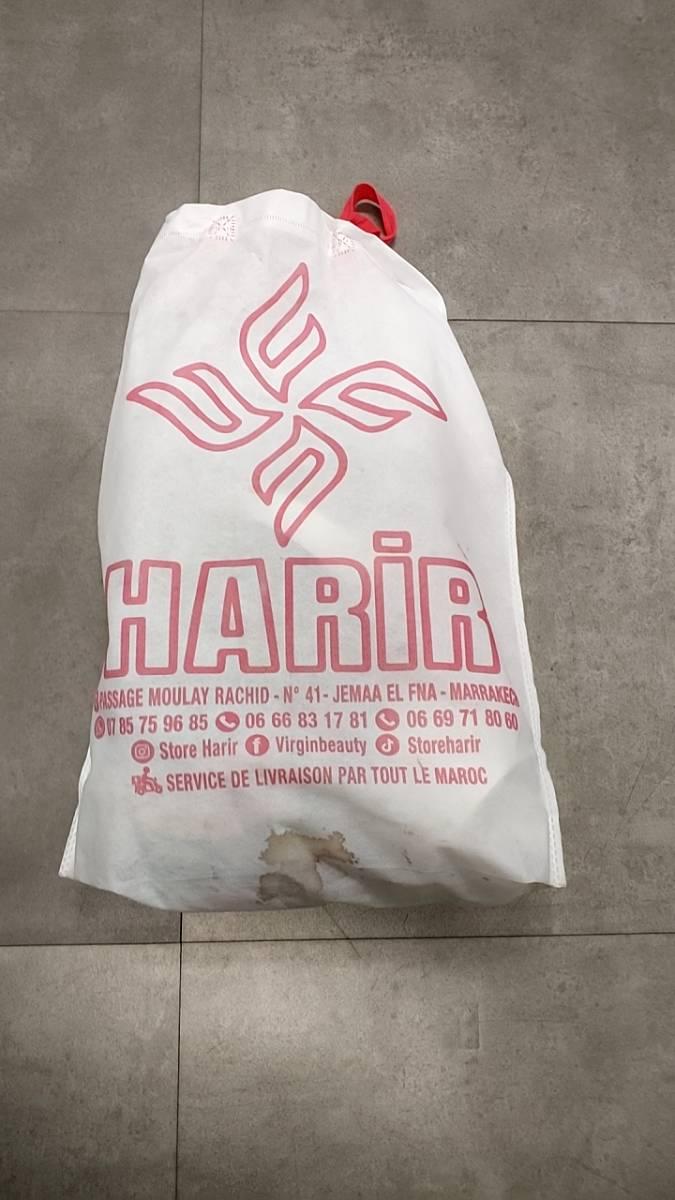 HARIR
PASSAGE MOULAY RACHID - N° 41- JEMAA EL FNA - MARRAKECH
07 85 75 96 85 06 66 83 17 81 06 69 71 80 60
Store Harir Virginbeauty Storeharir
SERVICE DE LIVRAISON PAR TOUT LE MAROC